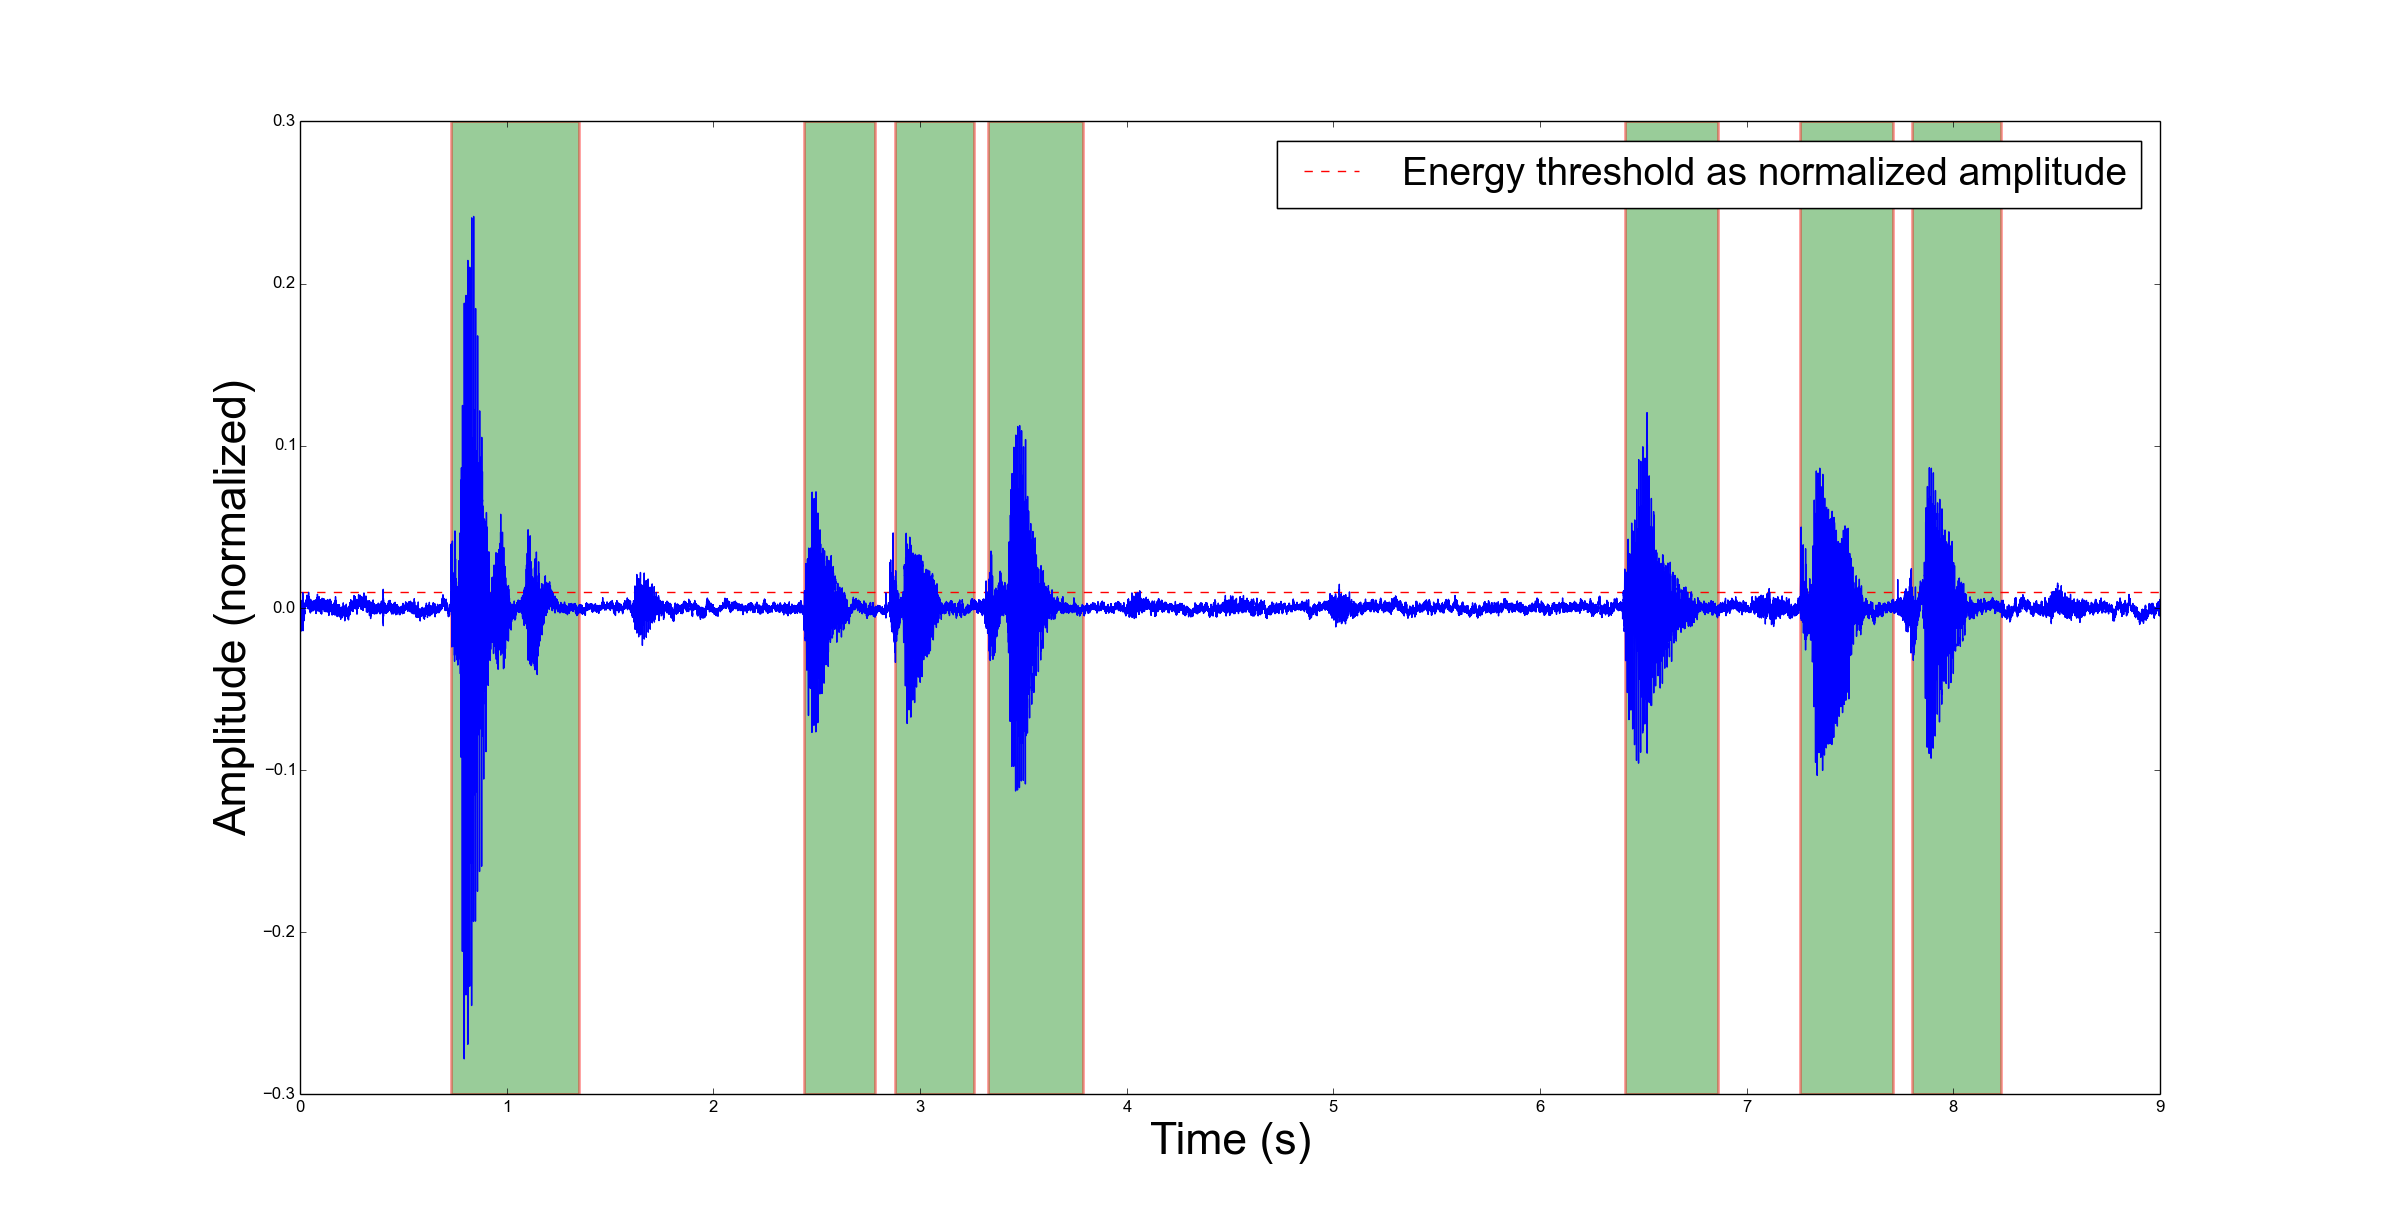 Energy threshold as normalized amplitude
0.3
0.2
0.1
0.0
−0.1
−0.2
−0.3
Amplitude (normalized)
0 1 2 3 4 5 6 7 8 9
Time (s)